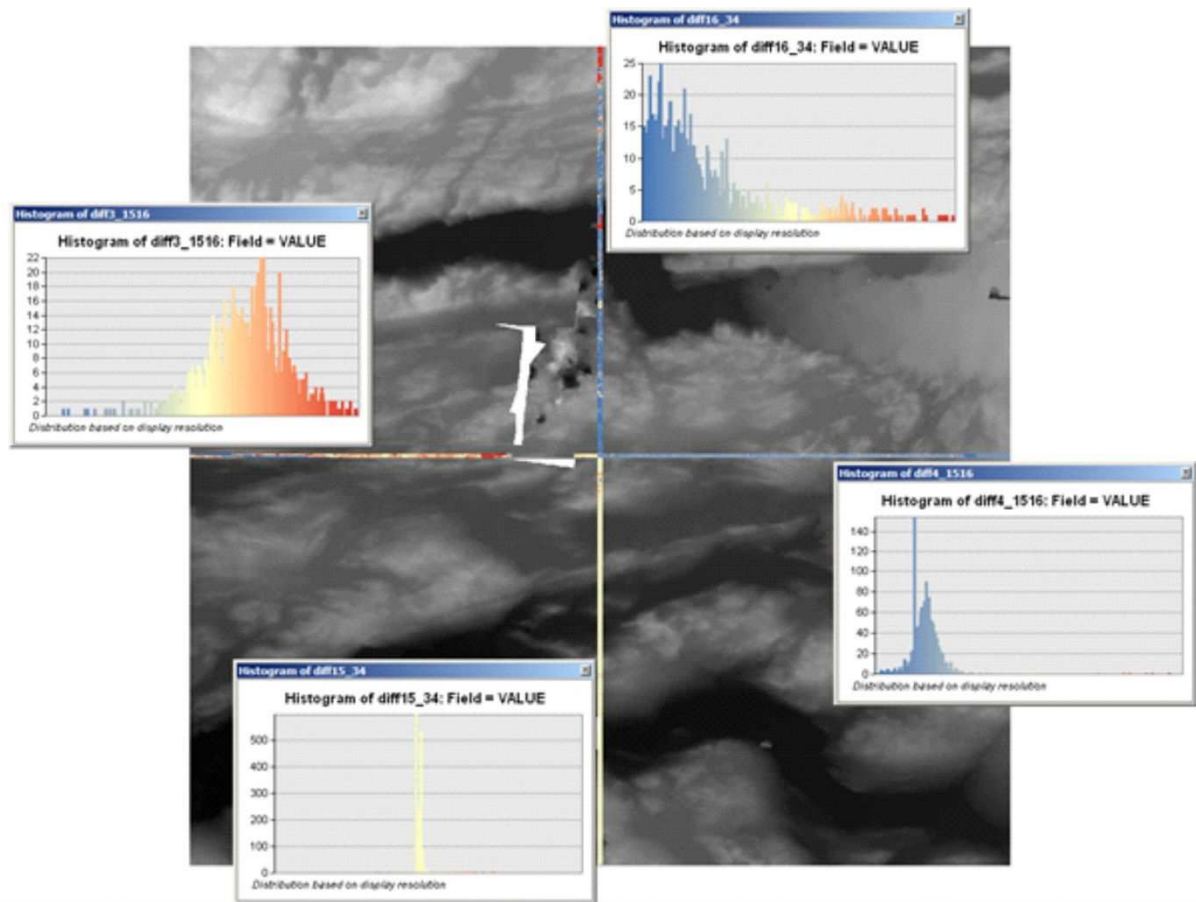 Histogram of diff16_34
Histogram of diff16_34: Field = VALUE
25
20
15
10
5
0
Distribution based on display resolution
Histogram of diff3_1516
Histogram of diff3_1516: Field = VALUE
22
20
18
16
14
12
10
8
6
4
2
0
Distribution based on display resolution
Histogram of diff4_1516
Histogram of diff4_1516: Field = VALUE
140
120
100
80
60
40
20
0
Distribution based on display resolution
Histogram of diff15_34
Histogram of diff15_34: Field = VALUE
500
400
300
200
100
0
Distribution based on display resolution